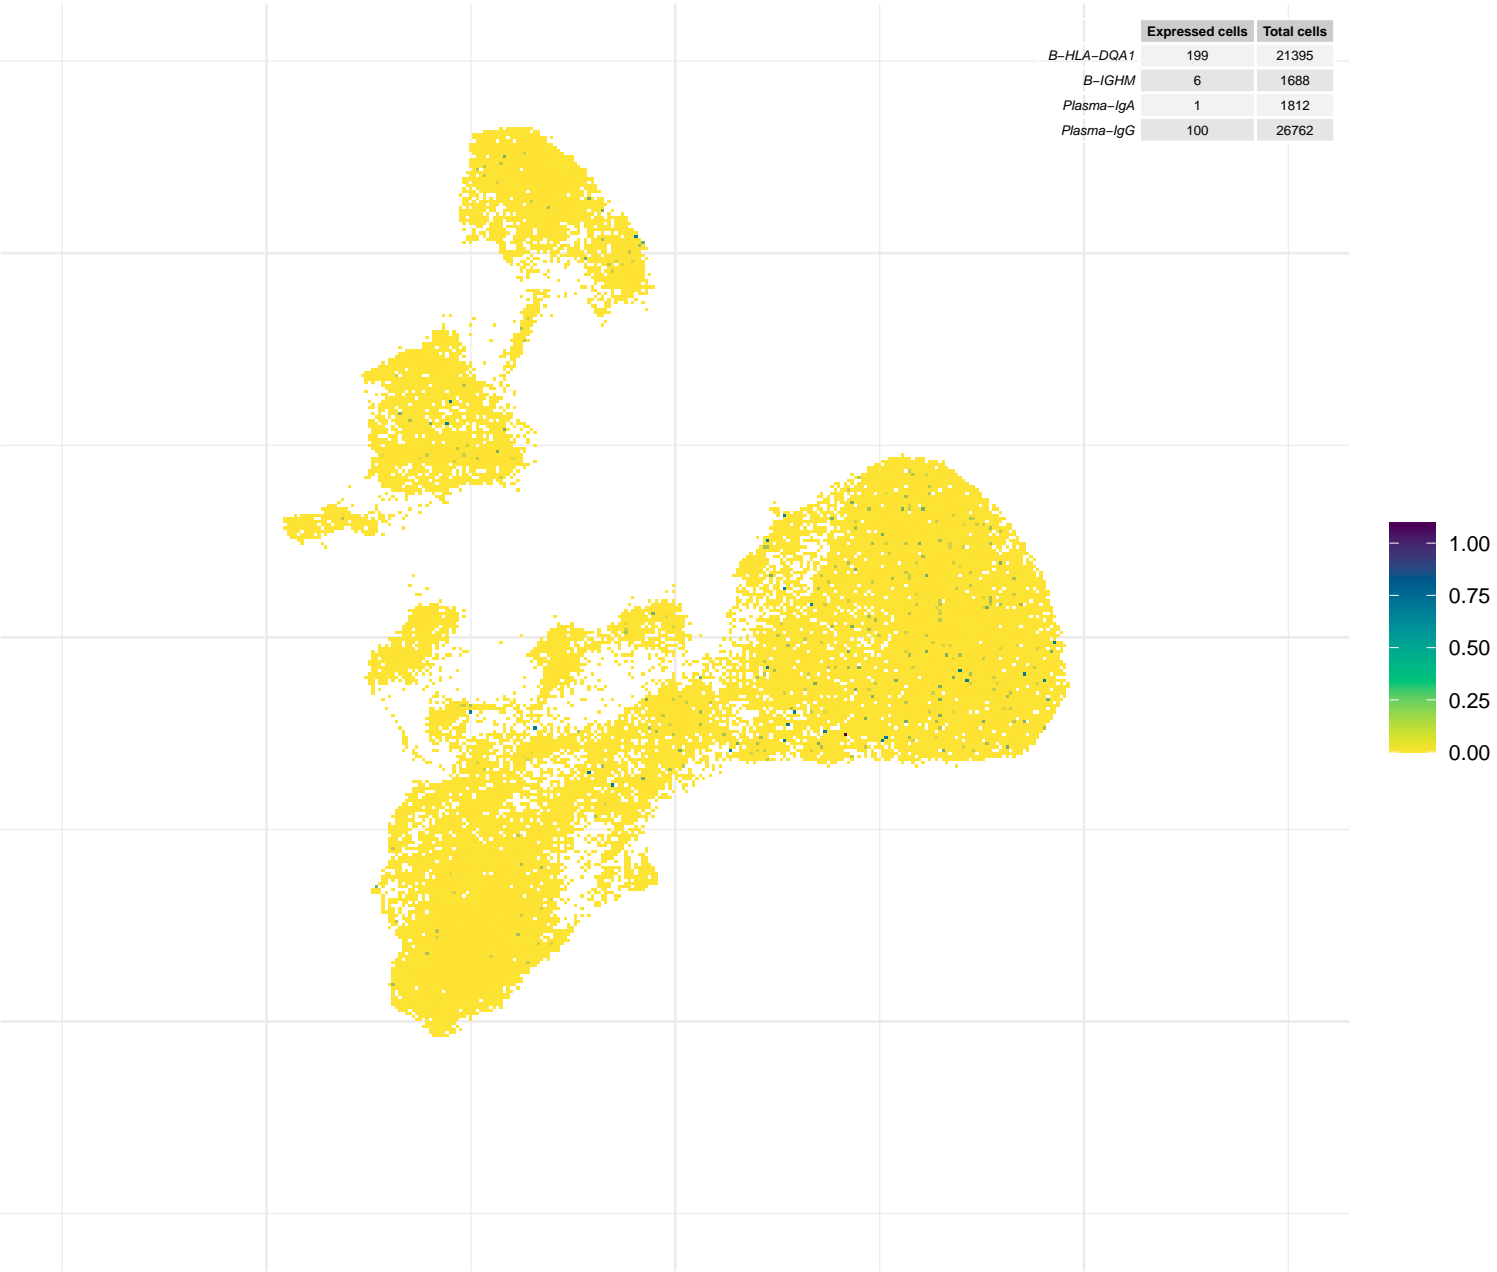 Expressed cells Total cells
B−HLA−DQA1 199 21395
B−IGHM 6 1688
Plasma−IgA 1 1812
Plasma−IgG 100 26762
1.00
0.75
0.50
0.25
0.00